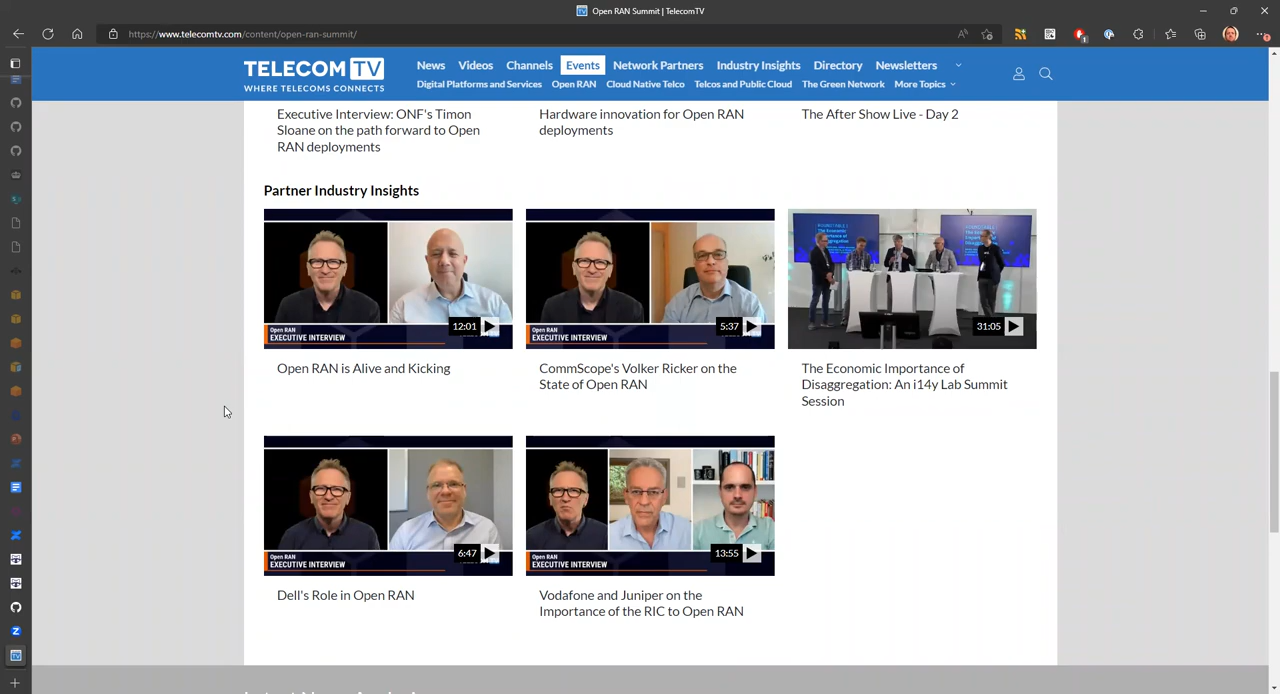 Open RAN Summit | TelecomTV
https://www.telecomtv.com/content/open-ran-summit/
TELECOM TV
WHERE TELECOMS CONNECTS
News Videos Channels Events Network Partners Industry Insights Directory Newsletters
Digital Platforms and Services Open RAN Cloud Native Telco Telcos and Public Cloud The Green Network More Topics
Executive Interview: ONF's Timon
Sloane on the path forward to Open
RAN deployments
Hardware innovation for Open RAN
deployments
The After Show Live - Day 2
Partner Industry Insights
12:01
Open RAN
EXECUTIVE INTERVIEW
Open RAN is Alive and Kicking
5:37
Open RAN
EXECUTIVE INTERVIEW
CommScope's Volker Ricker on the
State of Open RAN
31:05
The Economic Importance of
Disaggregation: An i14y Lab Summit
Session
6:47
Open RAN
EXECUTIVE INTERVIEW
Dell's Role in Open RAN
13:55
Open RAN
EXECUTIVE INTERVIEW
Vodafone and Juniper on the
Importance of the RIC to Open RAN